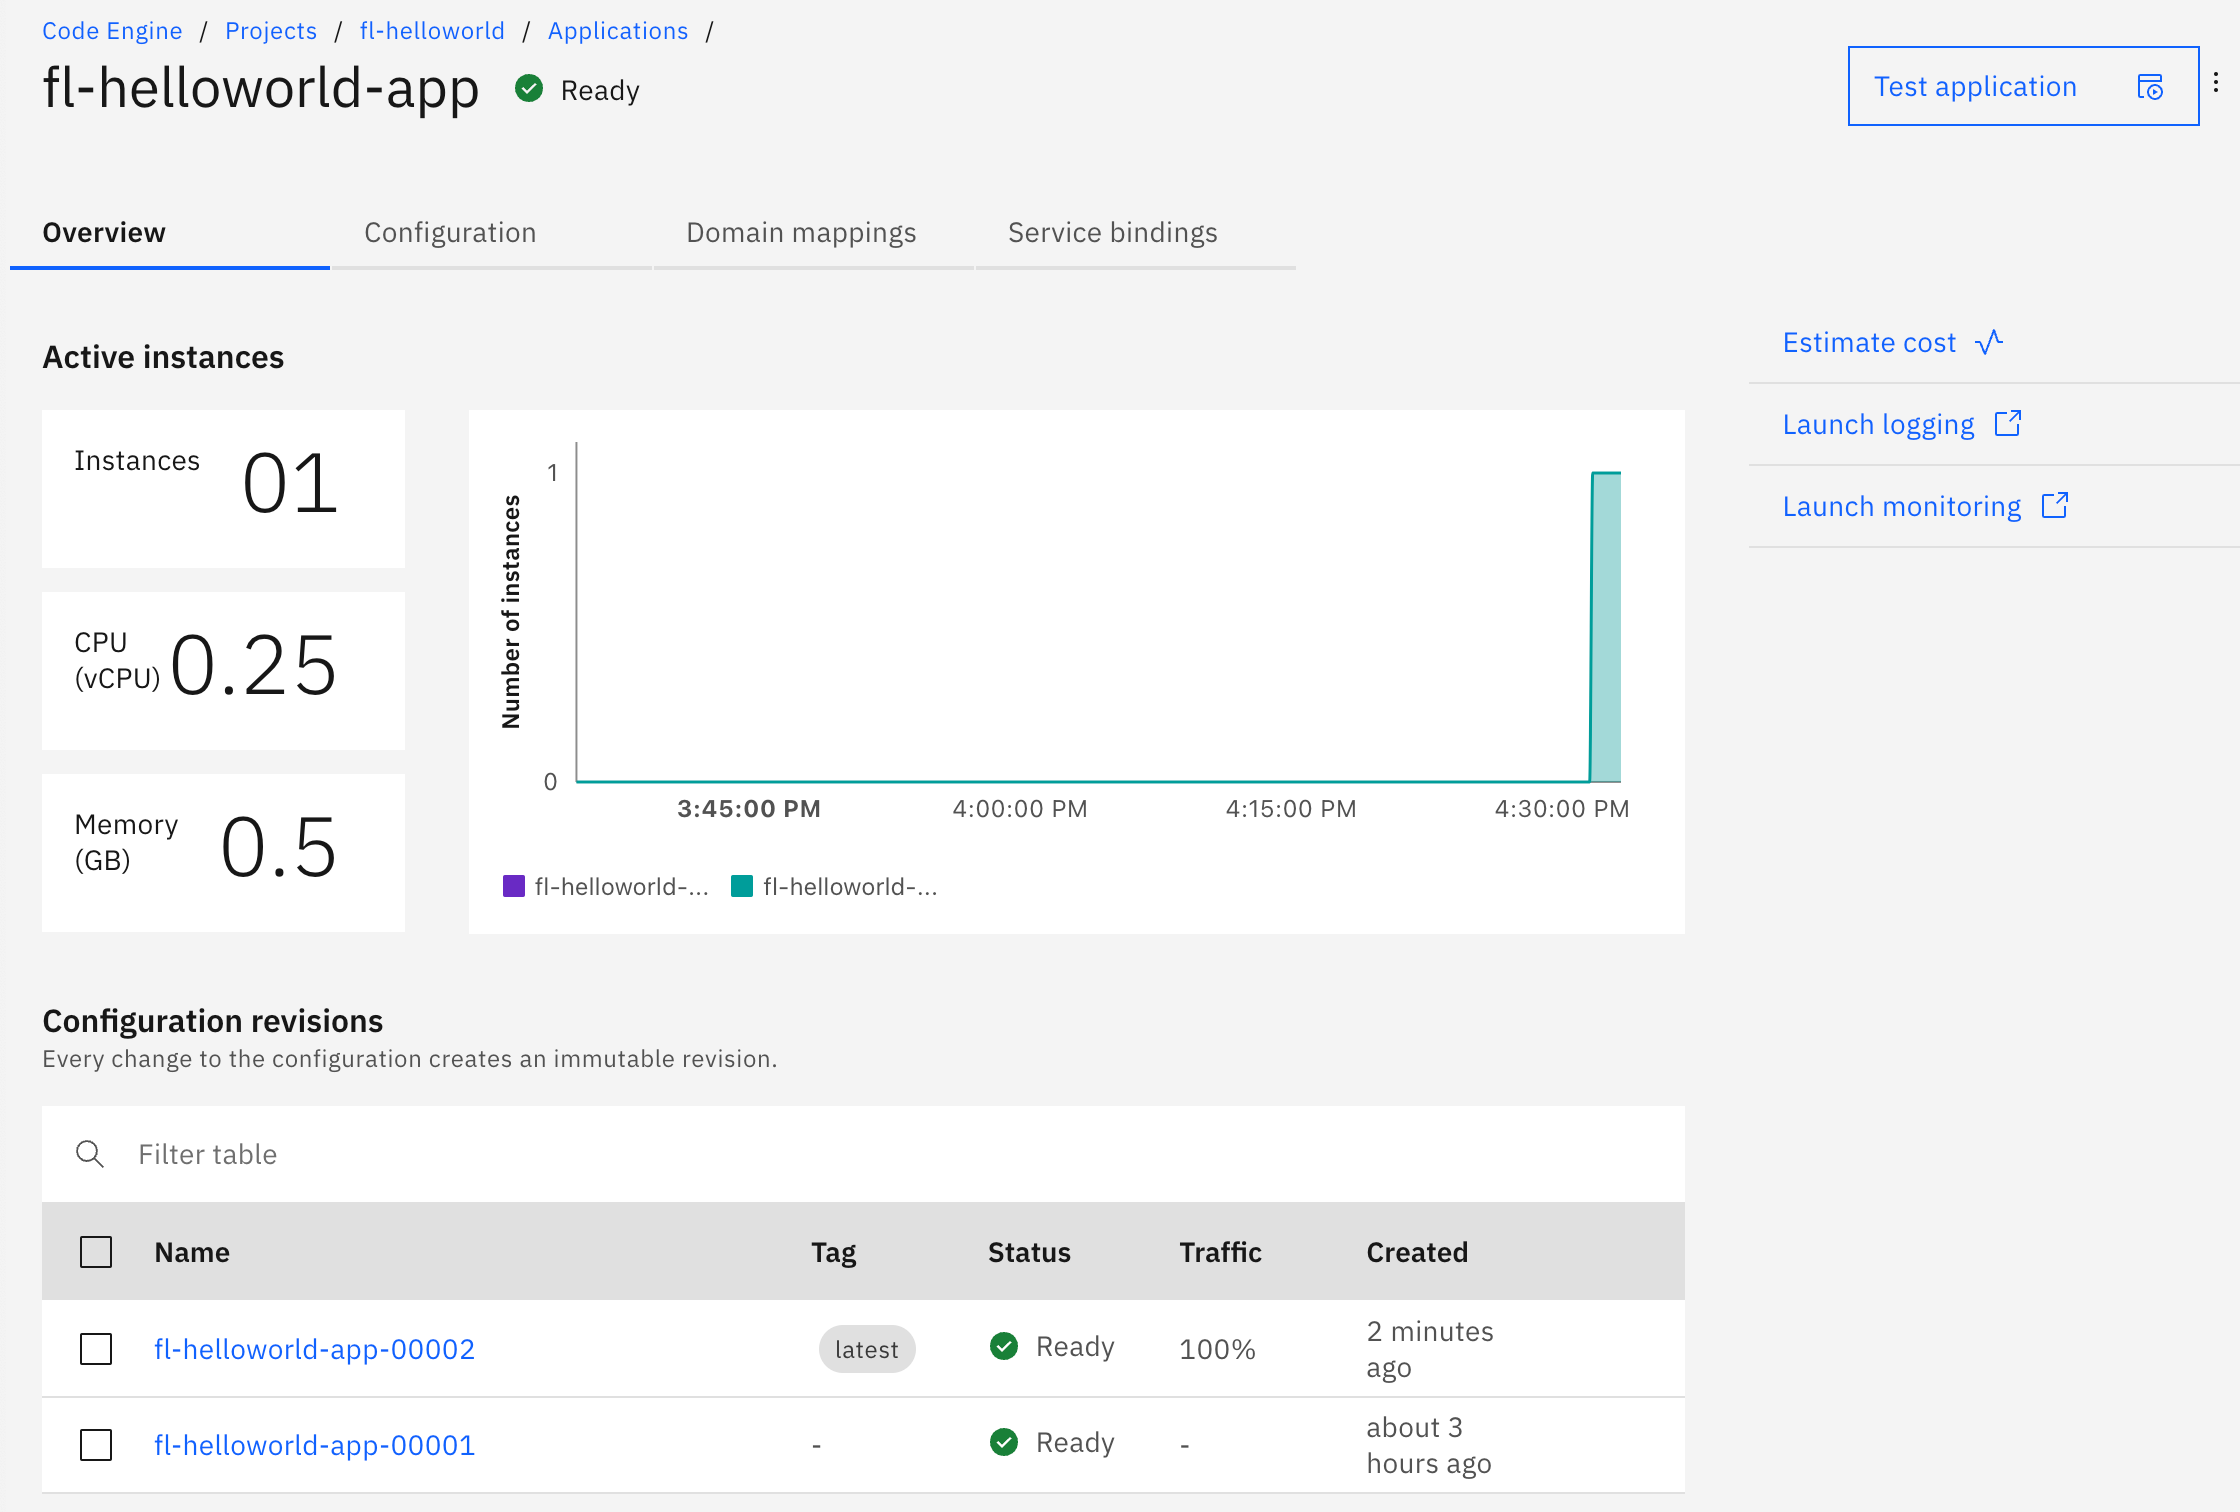 Code Engine / Projects / fl-helloworld / Applications /
fl-helloworld-app Ready
Test application
Overview Configuration Domain mappings Service bindings
Active instances
Estimate cost
Launch logging
Launch monitoring
Instances 01
CPU (vCPU) 0.25
Memory (GB) 0.5
Number of instances
1
0
3:45:00 PM 4:00:00 PM 4:15:00 PM 4:30:00 PM
fl-helloworld-... fl-helloworld-...
Configuration revisions
Every change to the configuration creates an immutable revision.
Filter table
Name Tag Status Traffic Created
fl-helloworld-app-00002 latest Ready 100% 2 minutes ago
fl-helloworld-app-00001 - Ready - about 3 hours ago